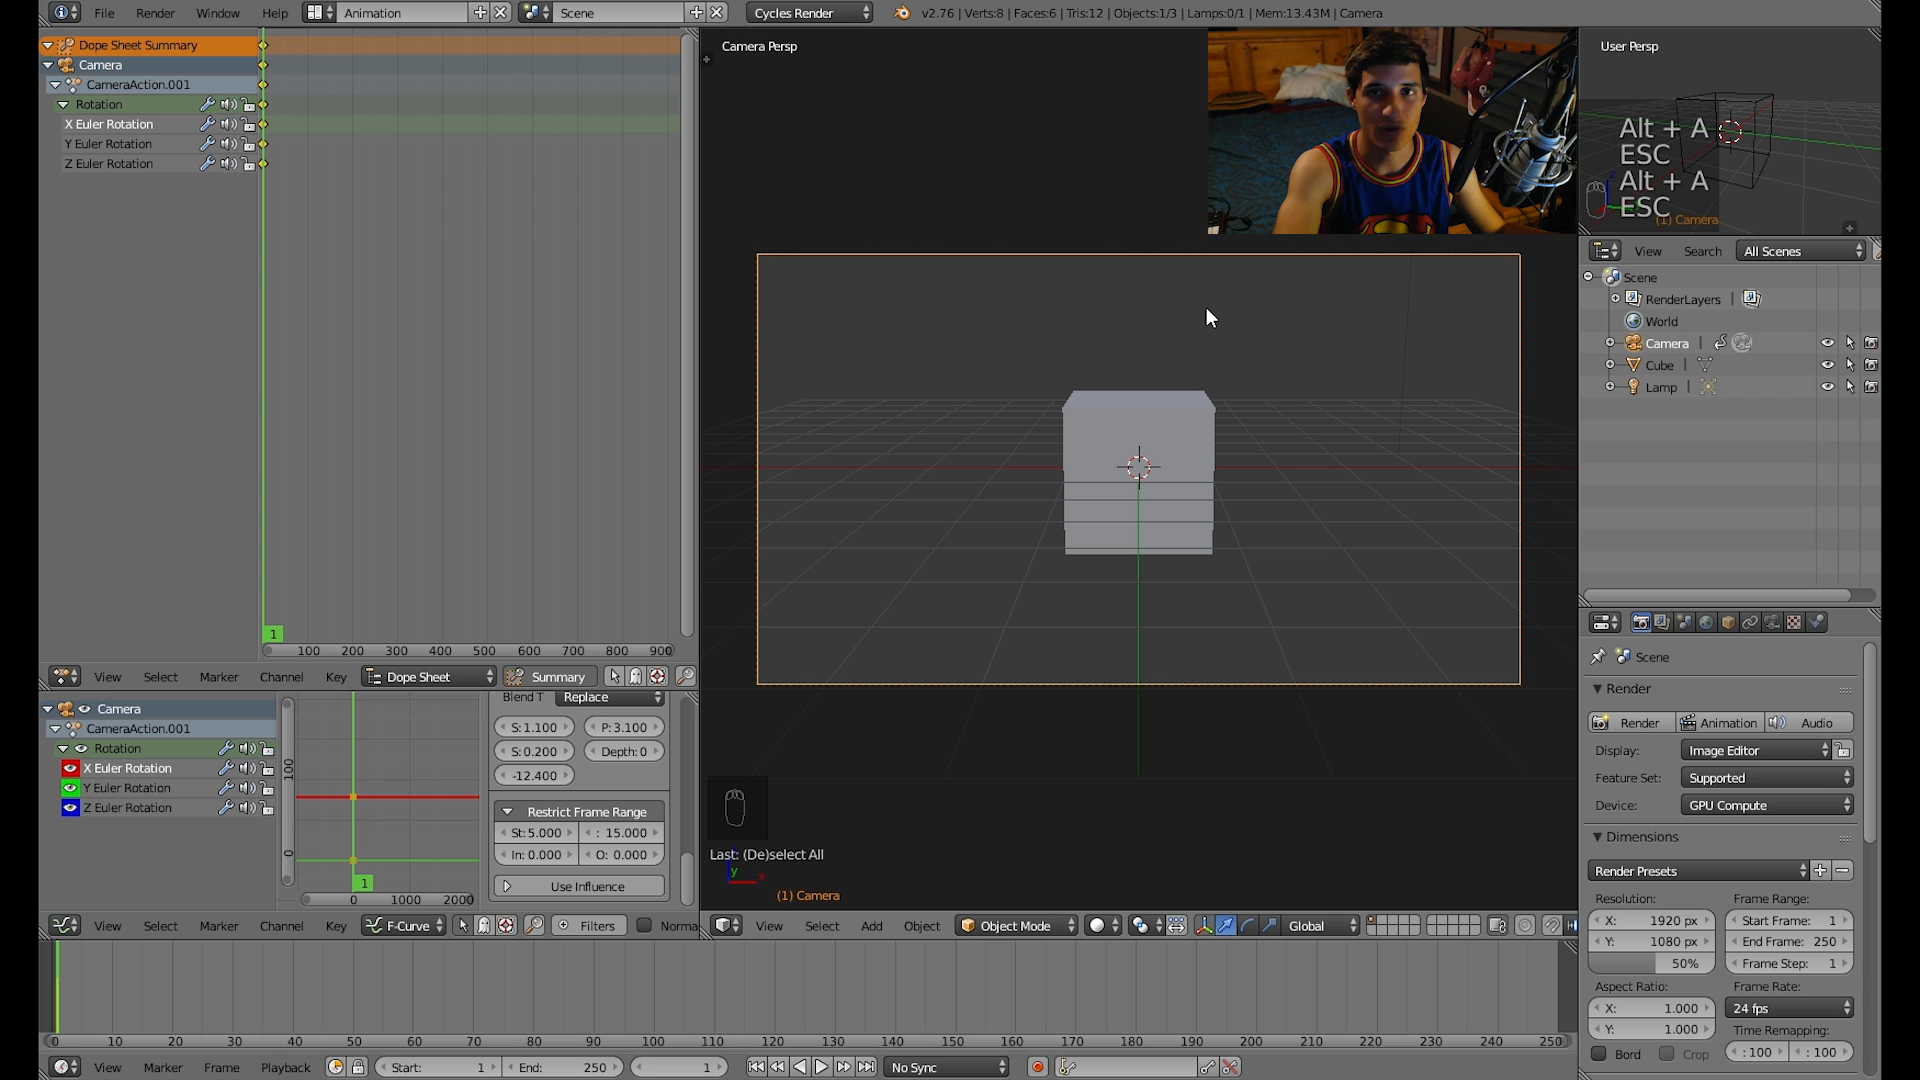 File Render Window Help Animation Scene Cycles Render v2.76 | Verts:8 | Faces:6 | Tris:12 | Objects:1/3 | Lamps:0/1 | Mem:13.43M | Camera
Dope Sheet Summary
Camera
CameraAction.001
Rotation
X Euler Rotation
Y Euler Rotation
Z Euler Rotation
1
100 200 300 400 500 600 700 800 900
View Select Marker Channel Key Dope Sheet Summary
Camera
CameraAction.001
Rotation
X Euler Rotation
Y Euler Rotation
Z Euler Rotation
100
0
1
0 1000 2000
Blend T Replace
S:1.100 P:3.100
S:0.200 Depth:0
-12.400
Restrict Frame Range
St:5.000 : 15.000
In:0.000 O: 0.000
Use Influence
View Select Marker Channel Key F-Curve Filters Norma
Camera Persp
Last: (De)select All
y x
(1) Camera
View Select Add Object Object Mode Global
User Persp
Alt + A
ESC
Alt + A
ESC
(1) Camera
View Search All Scenes
Scene
RenderLayers
World
Camera
Cube
Lamp
Scene
Render
Render Animation Audio
Display: Image Editor
Feature Set: Supported
Device: GPU Compute
Dimensions
Render Presets
Resolution: Frame Range:
X: 1920 px Start Frame: 1
Y: 1080 px End Frame: 250
50% Frame Step: 1
Aspect Ratio: Frame Rate:
X: 1.000 24 fps
Y: 1.000 Time Remapping:
Bord Crop : 100 : 100
0 10 20 30 40 50 60 70 80 90 100 110 120 130 140 150 160 170 180 190 200 210 220 230 240 250
View Marker Frame Playback Start: 1 End: 250 1 No Sync